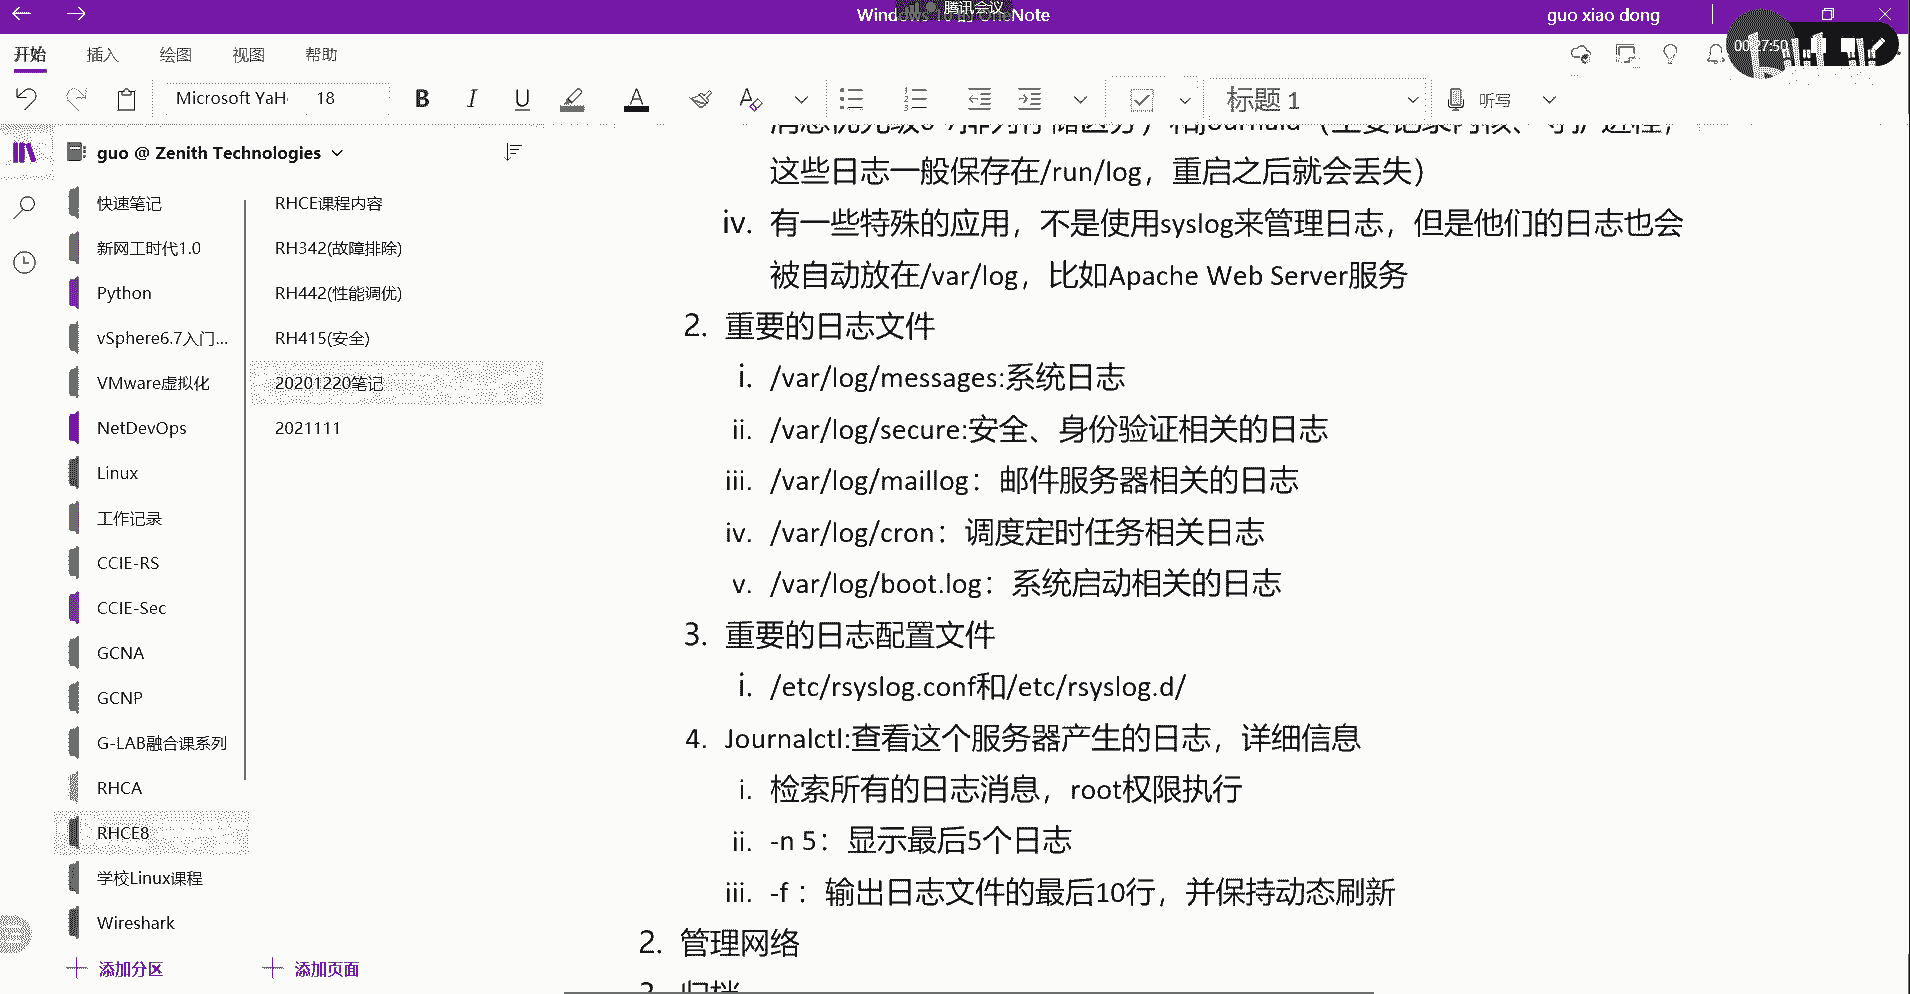 腾讯会议
guo xiao dong
00:27:50
开始 插入 绘图 视图 帮助
Microsoft YaH 18 B I U A 标题 1 听写
guo @ Zenith Technologies
快速笔记
新网工时代1.0
Python
vSphere6.7入门...
VMware虚拟化
NetDevOps
Linux
工作记录
CCIE-RS
CCIE-Sec
GCNA
GCNP
G-LAB融合课系列
RHCA
RHCE8
学校Linux课程
Wireshark
添加分区
RHCE课程内容
RH342(故障排除)
RH442(性能调优)
RH415(安全)
20201220笔记
2021111
添加页面
这些日志一般保存在/run/log，重启之后就会丢失）
iv. 有一些特殊的应用，不是使用syslog来管理日志，但是他们的日志也会
被自动放在/var/log，比如Apache Web Server服务
2. 重要的日志文件
i. /var/log/messages:系统日志
ii. /var/log/secure:安全、身份验证相关的日志
iii. /var/log/maillog：邮件服务器相关的日志
iv. /var/log/cron：调度定时任务相关日志
v. /var/log/boot.log：系统启动相关的日志
3. 重要的日志配置文件
i. /etc/rsyslog.conf和/etc/rsyslog.d/
4. Journalctl:查看这个服务器产生的日志，详细信息
i. 检索所有的日志消息，root权限执行
ii. -n 5：显示最后5个日志
iii. -f ：输出日志文件的最后10行，并保持动态刷新
2. 管理网络
3. 归档